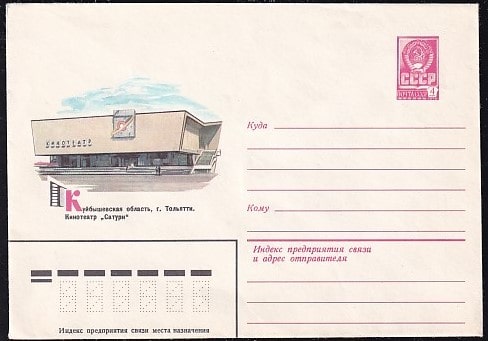 СССР
4
КИНОТЕАТР
Куда
Куйбышевская область, г. Тольятти.
Кинотеатр „Сатурн“
Кому
Индекс предприятия связи
и адрес отправителя
Индекс предприятия связи места назначения